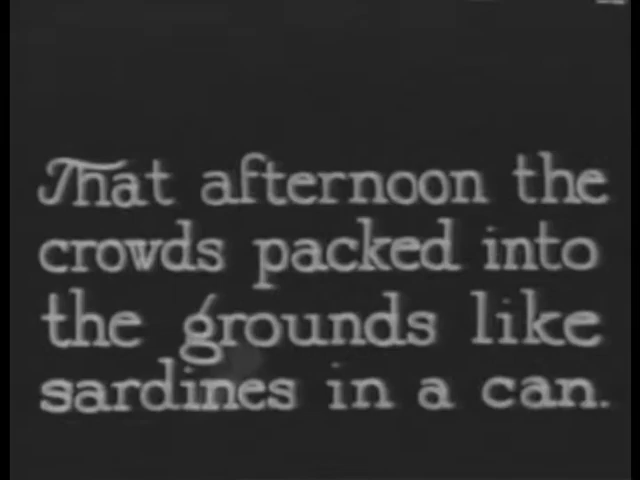 That afternoon the
crowds packed into
the grounds like
sardines in a can.